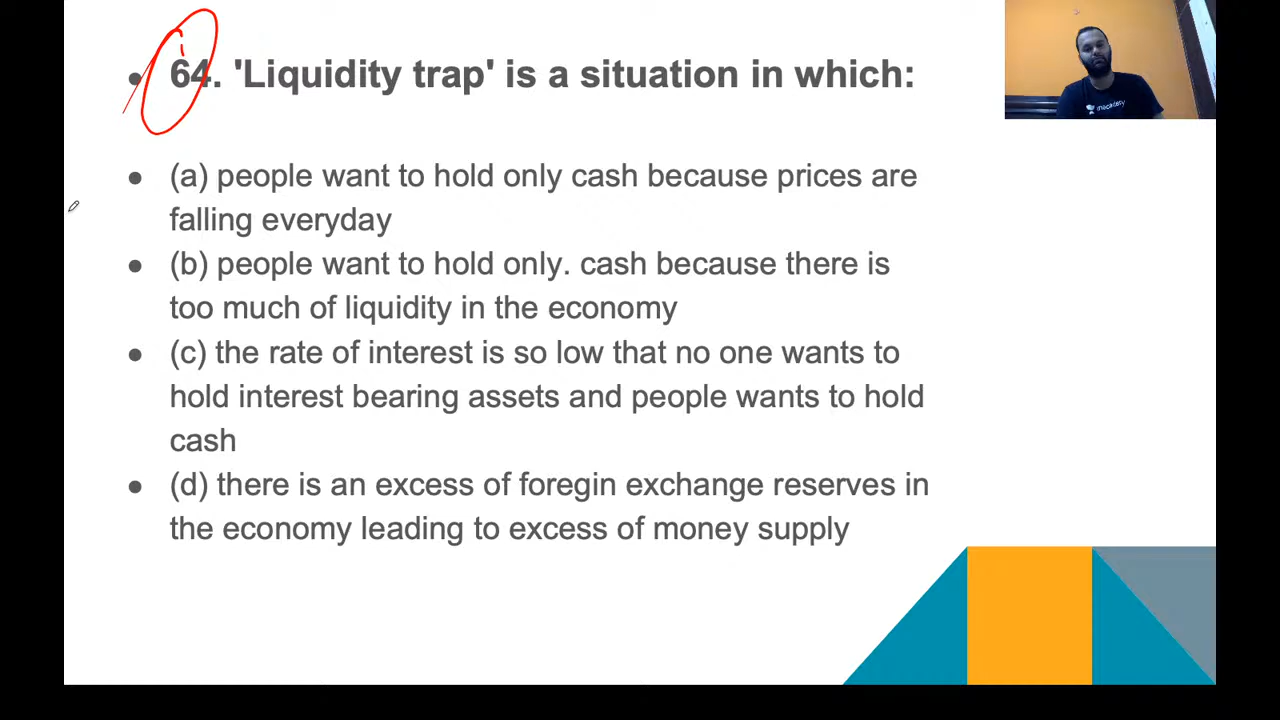 64. 'Liquidity trap' is a situation in which:
(a) people want to hold only cash because prices are
falling everyday
(b) people want to hold only. cash because there is
too much of liquidity in the economy
(c) the rate of interest is so low that no one wants to
hold interest bearing assets and people wants to hold
cash
(d) there is an excess of foregin exchange reserves in
the economy leading to excess of money supply